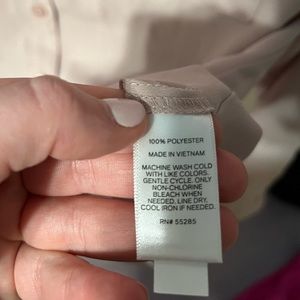 100% POLYESTER
MADE IN VIETNAM
MACHINE WASH COLD
WITH LIKE COLORS.
GENTLE CYCLE. ONLY
NON-CHLORINE
BLEACH WHEN
NEEDED. LINE DRY.
COOL IRON IF NEEDED.
RN# 55285